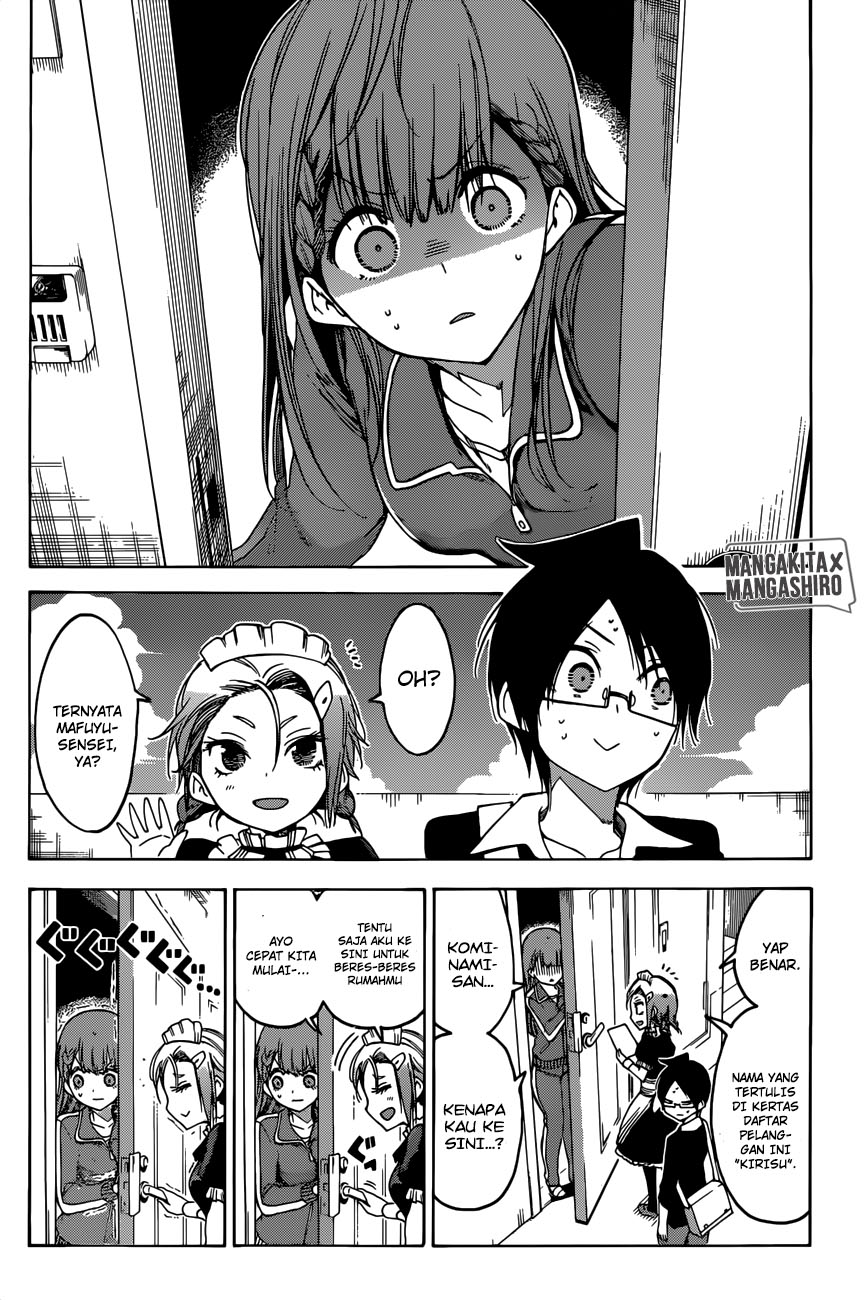 MANGAKITA X
MANGASHIRO
OH?
TERNYATA
MAFUYU-
SENSEI,
YA?
YAP
BENAR.
NAMA YANG
TERTULIS
DI KERTAS
DAFTAR
PELANG-
GAN INI
"KIRISU".
KOMI-
NAMI-
SAN...
KENAPA
KAU KE
SINI...?
TENTU
SAJA AKU KE
SINI UNTUK
BERES-BERES
RUMAHMU
AYO
CEPAT KITA
MULAI-...
ぐっ
ぐぐぐぐぐ…